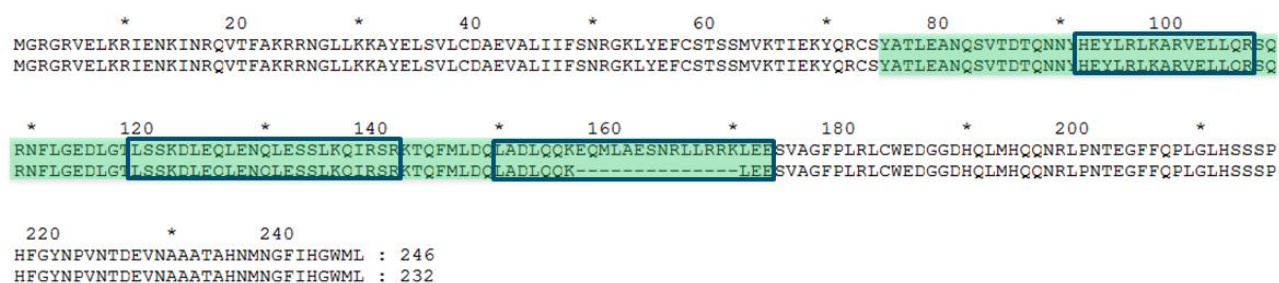 * 20 * 40 * 60 * 80 * 100
MGRGRVELKRIENKINRQVTFAKRRNGLLKKAYELSVLCDAEVALIIFSNRGKLYEFCSTSSMVKTIEKYQRCSYATLEANQSVTDTQNNYHEYLRLKARVELLQRSQ
MGRGRVELKRIENKINRQVTFAKRRNGLLKKAYELSVLCDAEVALIIFSNRGKLYEFCSTSSMVKTIEKYQRCSYATLEANQSVTDTQNNYHEYLRLKARVELLQRSQ
* 120 * 140 * 160 * 180 * 200 *
RNFLGEDLGTLSSKDLEQLENQLESSLKQIRSRKTQFMLDQLADLQQKEQMLAESNRLLRRKLEESVAGFPLRLCWEDGGDHQLMHQQNRLPNTEGFFQPLGLHSSSP
RNFLGEDLGTLSSKDLEQLENQLESSLKQIRSRKTQFMLDQLADLQQK--------------LEESVAGFPLRLCWEDGGDHQLMHQQNRLPNTEGFFQPLGLHSSSP
220 * 240
HFGYNPVNTDEVNAAATAHNMNGFIHGWML : 246
HFGYNPVNTDEVNAAATAHNMNGFIHGWML : 232